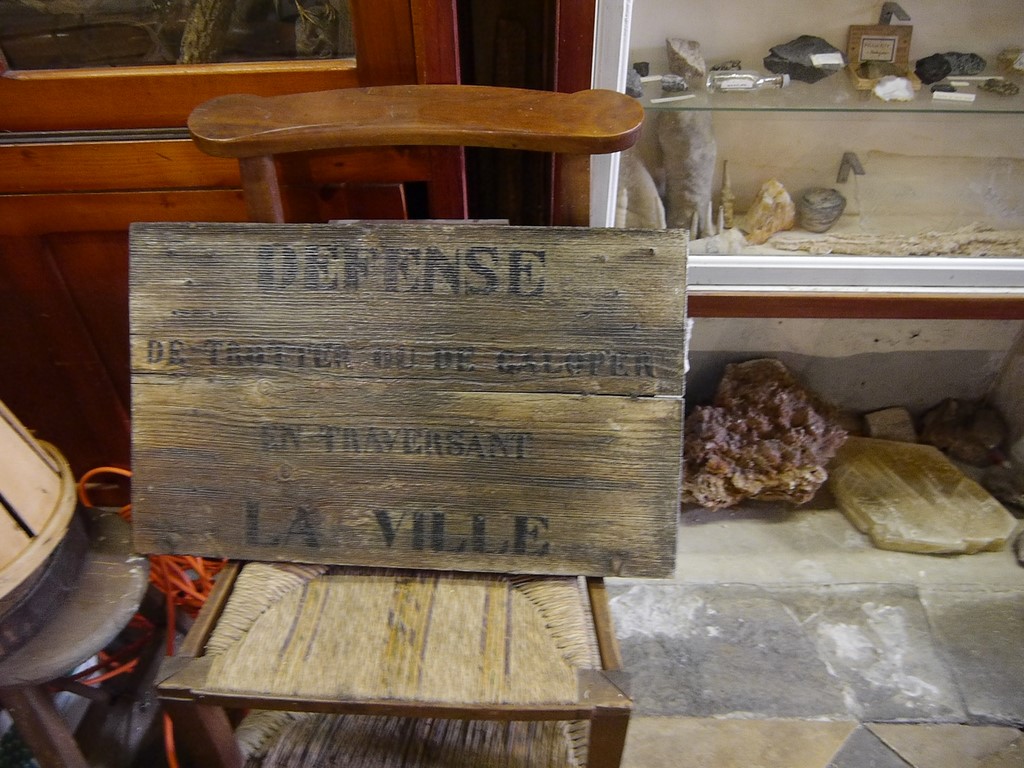 DEFENSE
DE TROTTER OU DE GALOPER
EN TRAVERSANT
LA VILLE